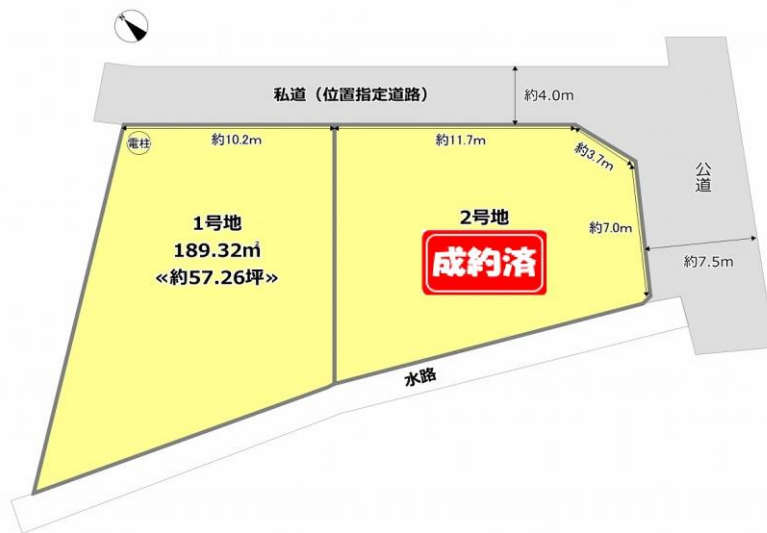 N
私道（位置指定道路）
約4.0m
電柱
約10.2m
約11.7m
約3.7m
公道
1号地
189.32㎡
≪約57.26坪≫
2号地
成約済
約7.0m
約7.5m
水路